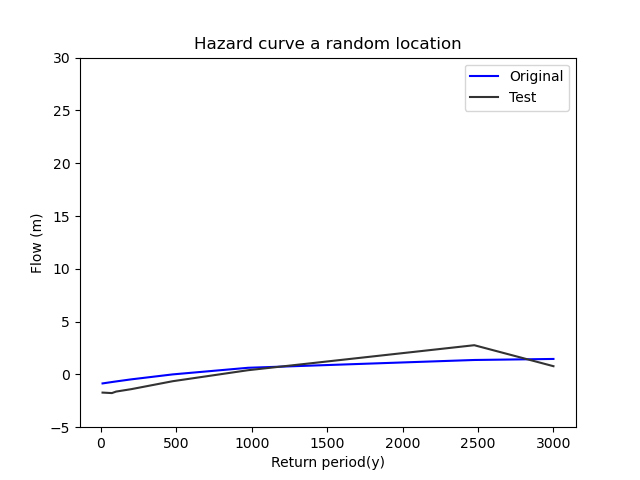 Hazard curve a random location
Original
Test
30
25
20
15
10
5
0
−5
Flow (m)
0 500 1000 1500 2000 2500 3000
Return period(y)